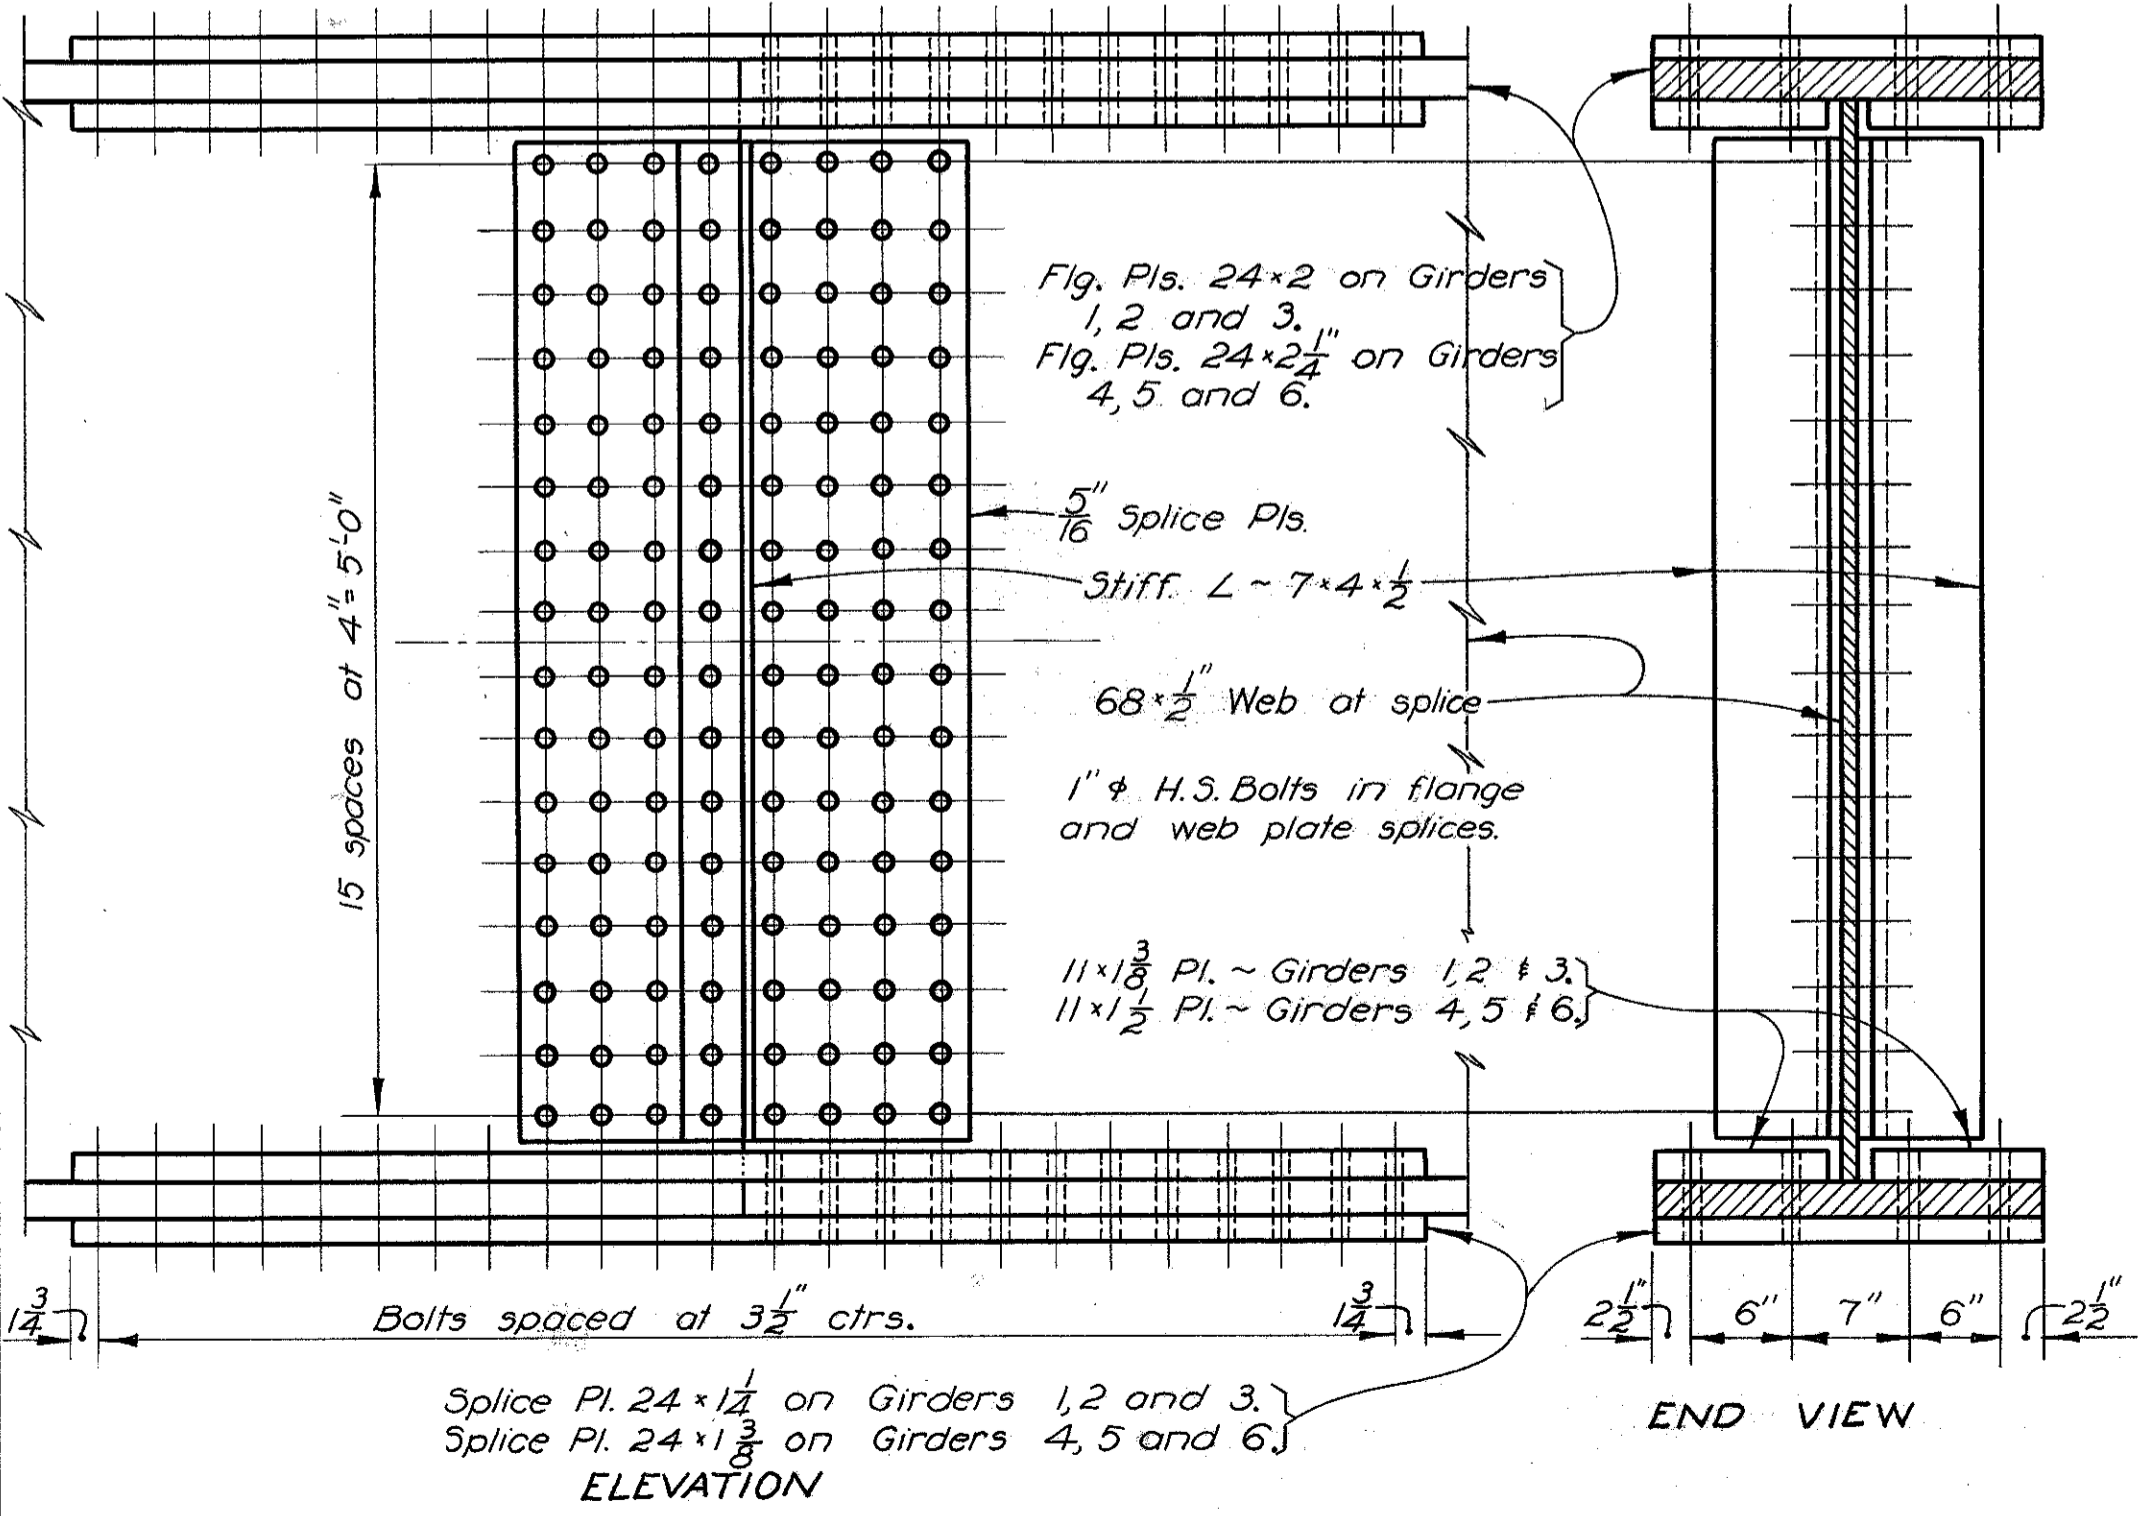 Flg. Pls. 24×2 on Girders
1, 2 and 3.
Flg. Pls. 24×2 1/4" on Girders
4, 5 and 6.
5/16" Splice Pls.
Stiff. ∠ ~ 7×4×1/2
68×1/2" Web at splice
1" ϕ H.S. Bolts in flange
and web plate splices.
15 spaces at 4"= 5'-0"
11×1 3/8 Pl. ~ Girders 1, 2 & 3.
11×1 1/2 Pl. ~ Girders 4, 5 & 6.
1 3/4
Bolts spaced at 3 1/2" ctrs.
1 3/4
2 1/2"
6"
7"
6"
2 1/2"
Splice Pl. 24×1 1/4 on Girders 1, 2 and 3.
Splice Pl. 24×1 3/8 on Girders 4, 5 and 6.
ELEVATION
END VIEW